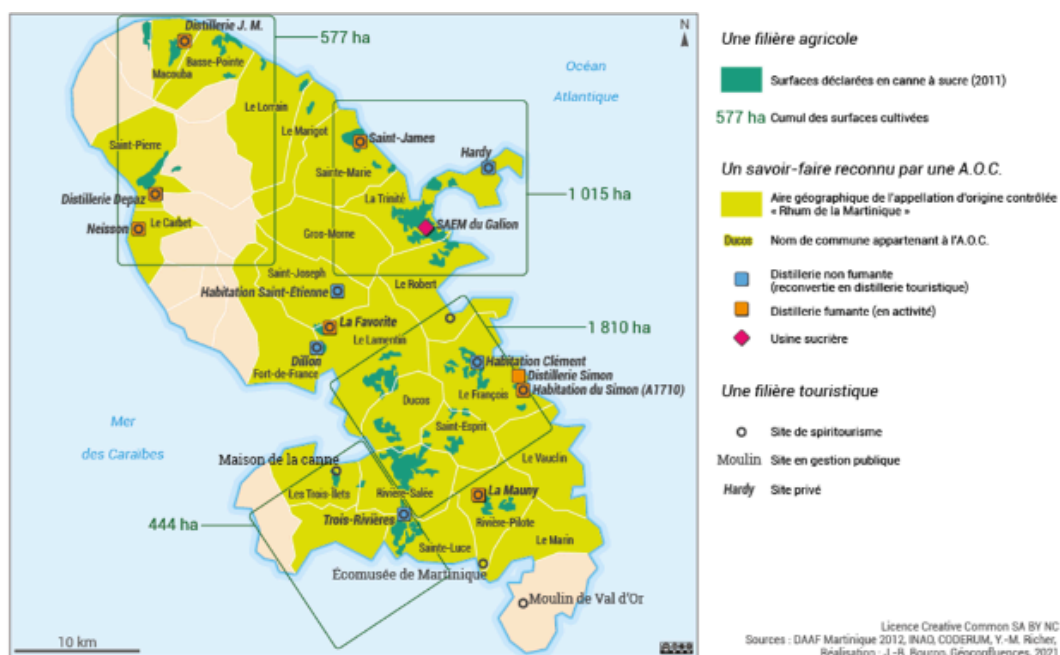 Distillerie J. M.
577 ha
N
Basse-Pointe
Macouba
Océan
Atlantique
Le Lorrain
Le Marigot
Saint-James
Saint-Pierre
Hardy
Sainte-Marie
La Trinité
1 015 ha
Distillerie Depaz
Le Carbet
Neisson
SAEM du Galion
Gros-Morne
Saint-Joseph
Le Robert
Habitation Saint-Étienne
La Favorite
1 810 ha
Le Lamentin
Dillon
Habitation Clément
Fort-de-France
Distillerie Simon
Habitation du Simon (A1710)
Le François
Ducos
Mer
des Caraïbes
Saint-Esprit
Maison de la canne
Le Vauclin
Les Trois-Îlets
Rivière-Salée
La Mauny
444 ha
Trois-Rivières
Rivière-Pilote
Le Marin
Sainte-Luce
Écomusée de Martinique
Moulin de Val d'Or
10 km
Une filière agricole
Surfaces déclarées en canne à sucre (2011)
577 ha Cumul des surfaces cultivées
Un savoir-faire reconnu par une A.O.C.
Aire géographique de l'appellation d'origine contrôlée
« Rhum de la Martinique »
Ducos Nom de commune appartenant à l'A.O.C.
Distillerie non fumante
(reconvertie en distillerie touristique)
Distillerie fumante (en activité)
Usine sucrière
Une filière touristique
Site de spiritourisme
Moulin Site en gestion publique
Hardy Site privé
Licence Creative Common SA BY NC
Sources : DAAF Martinique 2012, INAO, CODERUM, Y.-M. Richer,
Réalisation : J.-B. Bouron, Géoconfluences, 2021